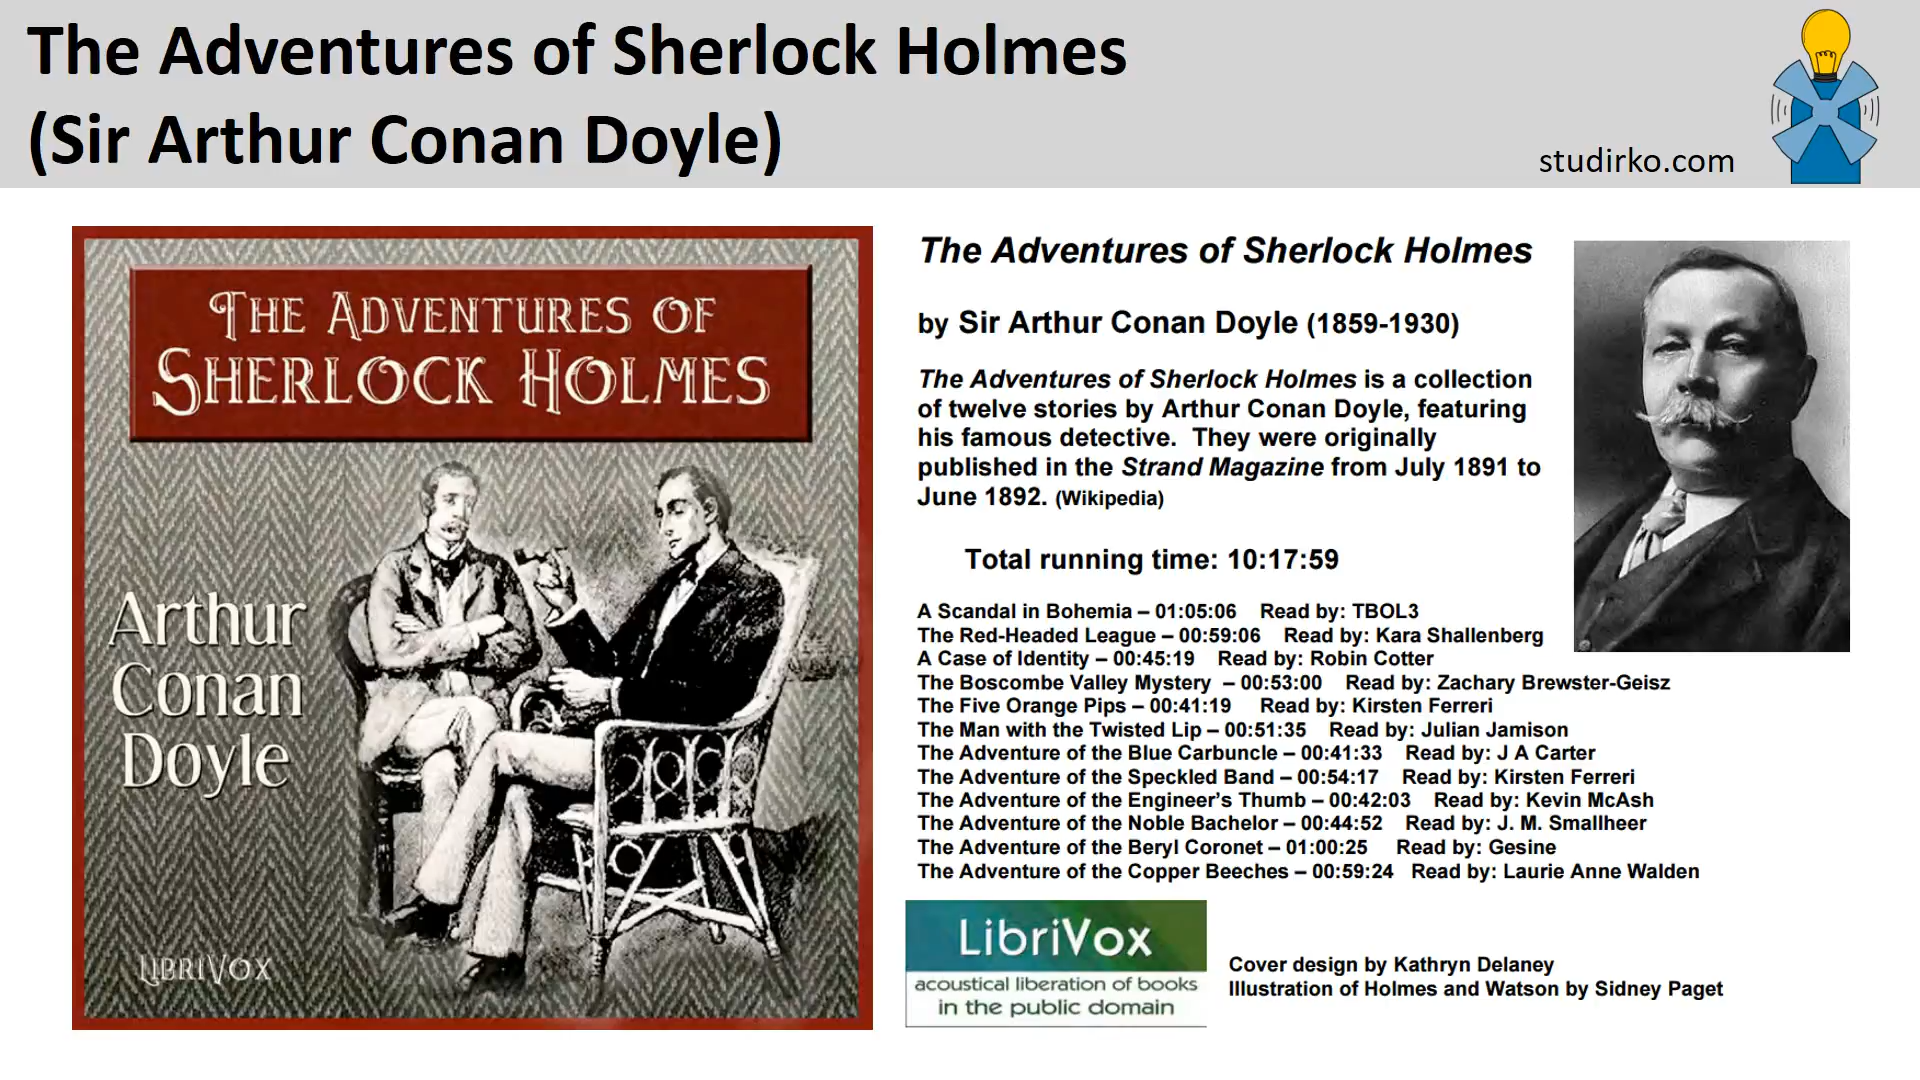 The Adventures of Sherlock Holmes
(Sir Arthur Conan Doyle)
studirko.com
THE ADVENTURES OF
SHERLOCK HOLMES
Arthur
Conan
Doyle
LIBRIVOX
The Adventures of Sherlock Holmes
by Sir Arthur Conan Doyle (1859-1930)
The Adventures of Sherlock Holmes is a collection
of twelve stories by Arthur Conan Doyle, featuring
his famous detective.  They were originally
published in the Strand Magazine from July 1891 to
June 1892. (Wikipedia)
Total running time: 10:17:59
A Scandal in Bohemia – 01:05:06    Read by: TBOL3
The Red-Headed League – 00:59:06    Read by: Kara Shallenberg
A Case of Identity – 00:45:19    Read by: Robin Cotter
The Boscombe Valley Mystery  – 00:53:00    Read by: Zachary Brewster-Geisz
The Five Orange Pips – 00:41:19    Read by: Kirsten Ferreri
The Man with the Twisted Lip – 00:51:35    Read by: Julian Jamison
The Adventure of the Blue Carbuncle – 00:41:33    Read by: J A Carter
The Adventure of the Speckled Band – 00:54:17    Read by: Kirsten Ferreri
The Adventure of the Engineer’s Thumb – 00:42:03    Read by: Kevin McAsh
The Adventure of the Noble Bachelor – 00:44:52    Read by: J. M. Smallheer
The Adventure of the Beryl Coronet – 01:00:25    Read by: Gesine
The Adventure of the Copper Beeches – 00:59:24   Read by: Laurie Anne Walden
LibriVox
acoustical liberation of books
in the public domain
Cover design by Kathryn Delaney
Illustration of Holmes and Watson by Sidney Paget